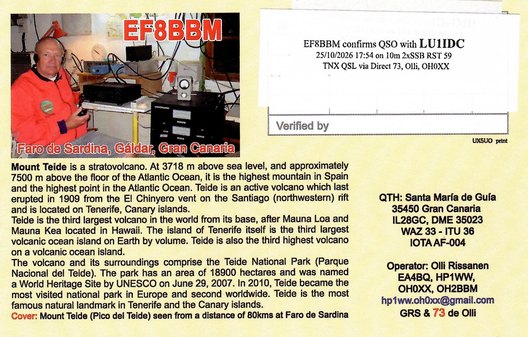 EF8BBM
EF8BBM confirms QSO with LU1IDC
25/10/2026 17:54 on 10m 2xSSB RST 59
TNX QSL via Direct 73, Olli, OH0XX
Verified by
UX5UO print
Faro de Sardina, Gáldar, Gran Canaria
Mount Teide is a stratovolcano. At 3718 m above sea level, and approximately
7500 m above the floor of the Atlantic Ocean, it is the highest mountain in Spain
and the highest point in the Atlantic Ocean. Teide is an active volcano which last
erupted in 1909 from the El Chinyero vent on the Santiago (northwestern) rift
and is located on Tenerife, Canary islands.
Teide is the third largest volcano in the world from its base, after Mauna Loa and
Mauna Kea located in Hawaii. The island of Tenerife itself is the third largest
volcanic ocean island on Earth by volume. Teide is also the third highest volcano
on a volcanic ocean island.
The volcano and its surroundings comprise the Teide National Park (Parque
Nacional del Teide). The park has an area of 18900 hectares and was named
a World Heritage Site by UNESCO on June 29, 2007. In 2010, Teide became the
most visited national park in Europe and second worldwide. Teide is the most
famous natural landmark in Tenerife and the Canary islands.
Cover: Mount Teide (Pico del Teide) seen from a distance of 80kms at Faro de Sardina
QTH: Santa María de Guía
35450 Gran Canaria
IL28GC, DME 35023
WAZ 33 - ITU 36
IOTA AF-004
Operator: Olli Rissanen
EA4BQ, HP1WW,
OH0XX, OH2BBM
hp1ww.oh0xx@gmail.com
GRS & 73 de Olli